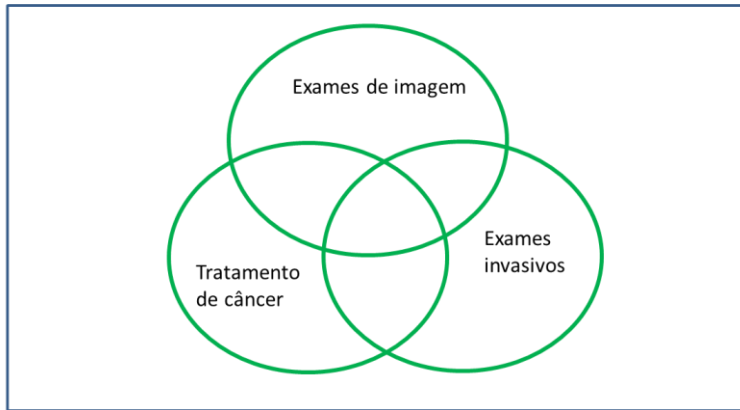 Exames de imagem
Exames
invasivos
Tratamento
de câncer